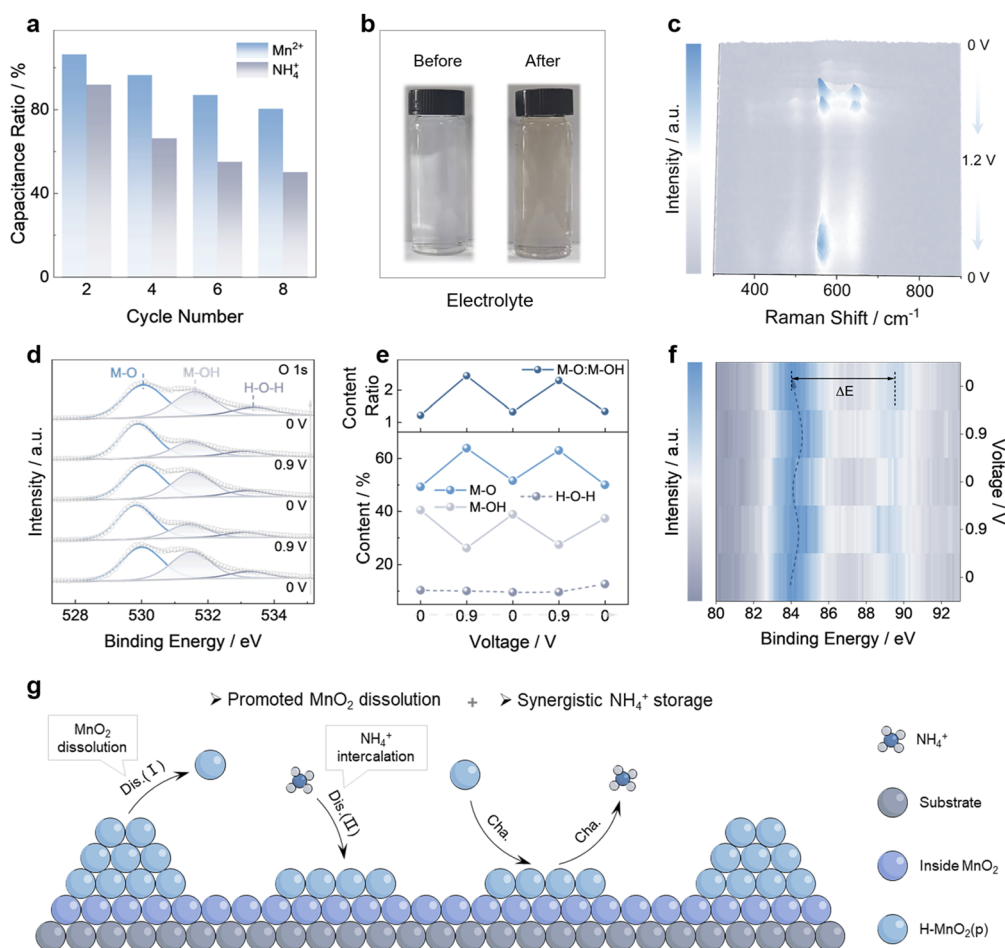 a
Capacitance Ratio / %
80
40
0
Mn²⁺
NH₄⁺
2 4 6 8
Cycle Number
b
Before After
Electrolyte
c
Intensity / a.u.
0 V
1.2 V
0 V
400 600 800
Raman Shift / cm⁻¹
d
Intensity / a.u.
O 1s
M-O
M-OH
H-O-H
0 V
0.9 V
0 V
0.9 V
0 V
528 530 532 534
Binding Energy / eV
e
Content
Ratio
2
1
M-O:M-OH
Content / %
60
40
10
M-O
M-OH
H-O-H
0 0.9 0 0.9 0
Voltage / V
f
Intensity / a.u.
ΔE
0
0.9
0
0.9
0
Voltage / V
80 82 84 86 88 90 92
Binding Energy / eV
g
➢ Promoted MnO₂ dissolution + ➢ Synergistic NH₄⁺ storage
MnO₂
dissolution
Dis.(Ⅰ)
NH₄⁺
intercalation
Dis.(Ⅱ)
Cha.
Cha.
NH₄⁺
Substrate
Inside MnO₂
H-MnO₂(p)